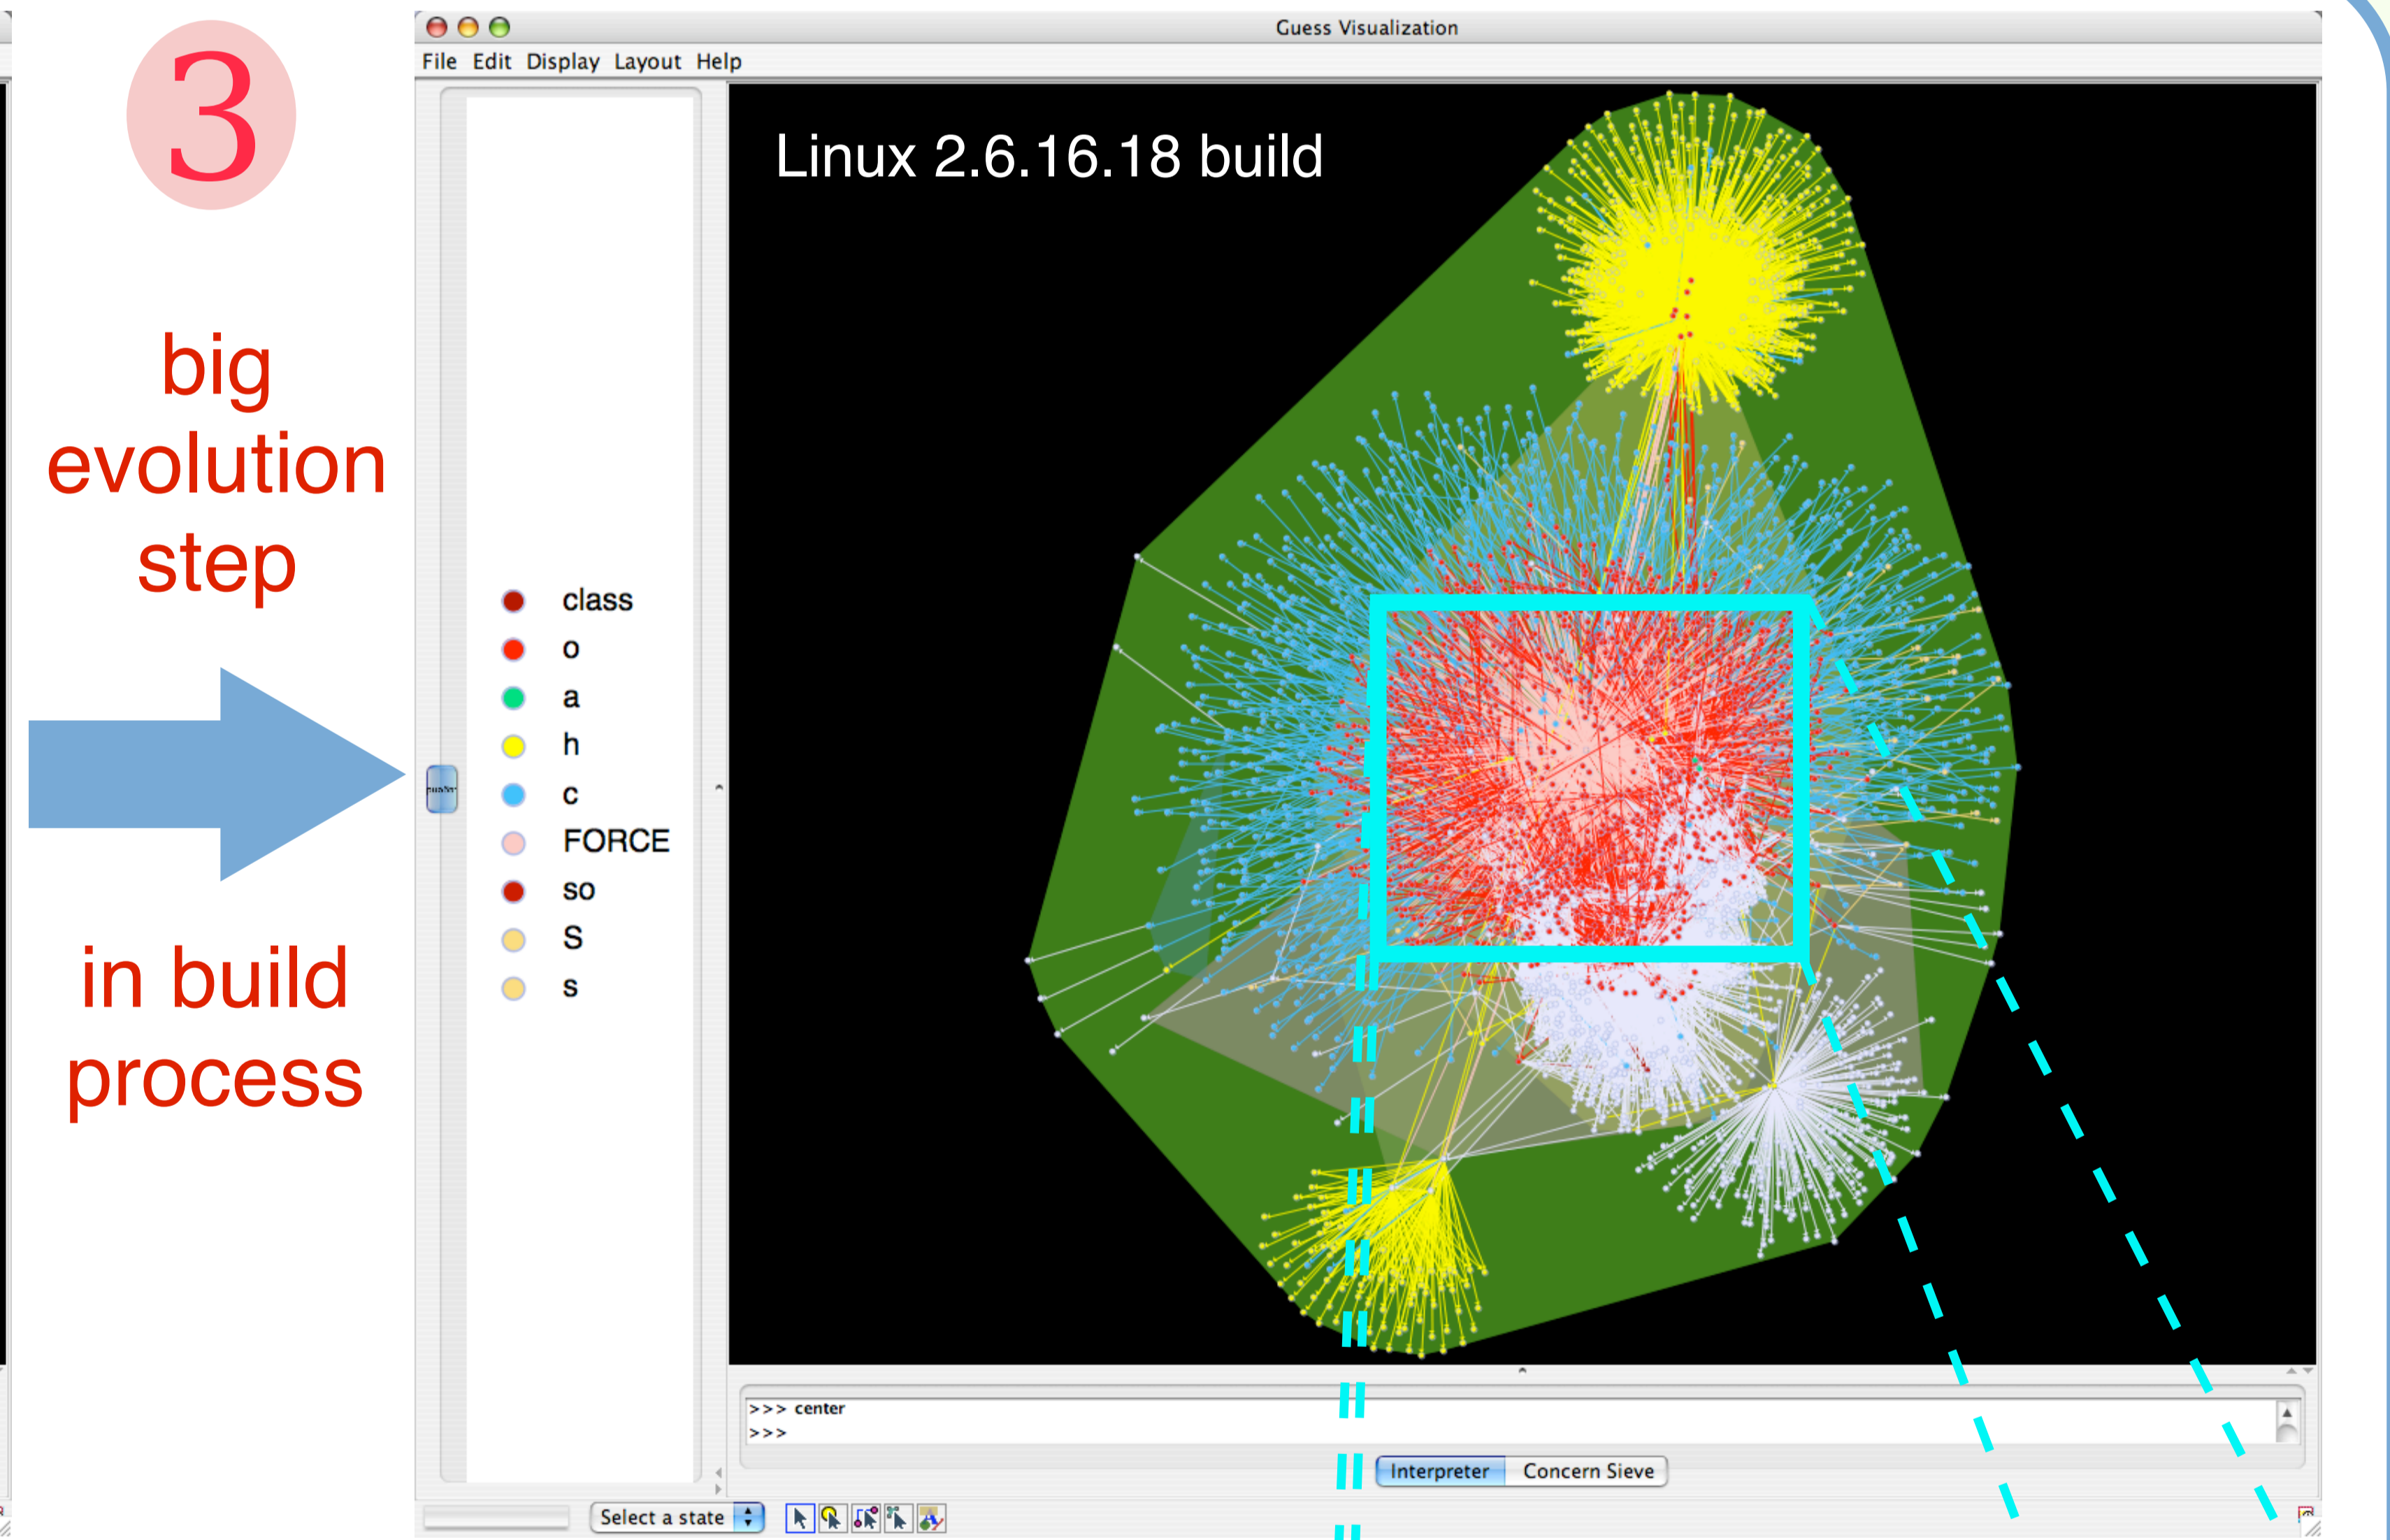 3
big
evolution
step
in build
process
Guess Visualization
File Edit Display Layout Help
Linux 2.6.16.18 build
class
o
a
h
c
FORCE
so
S
s
>>> center
>>>
Interpreter Concern Sieve
Select a state